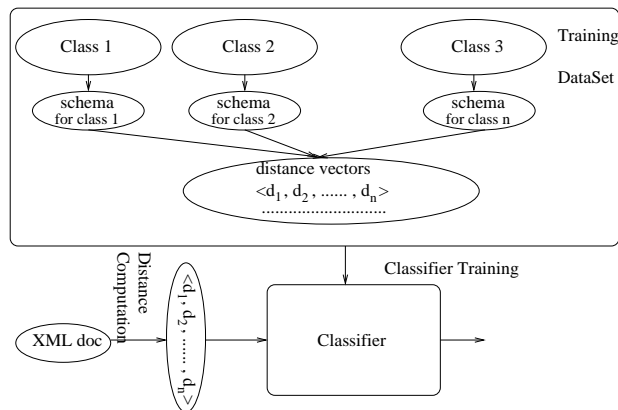 Class 1
Class 2
Class 3
Training
DataSet
schema
for class 1
schema
for class 2
schema
for class n
distance vectors
<d1, d2, ...... , dn>
............................
Classifier Training
Distance
Computation
<d1, d2, ...... , dn>
XML doc
Classifier